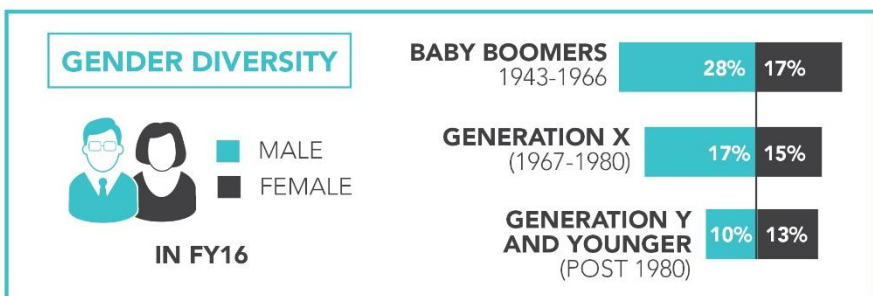 GENDER DIVERSITY
MALE
FEMALE
IN FY16
BABY BOOMERS
1943-1966
28% 17%
GENERATION X
(1967-1980)
17% 15%
GENERATION Y
AND YOUNGER
(POST 1980)
10% 13%